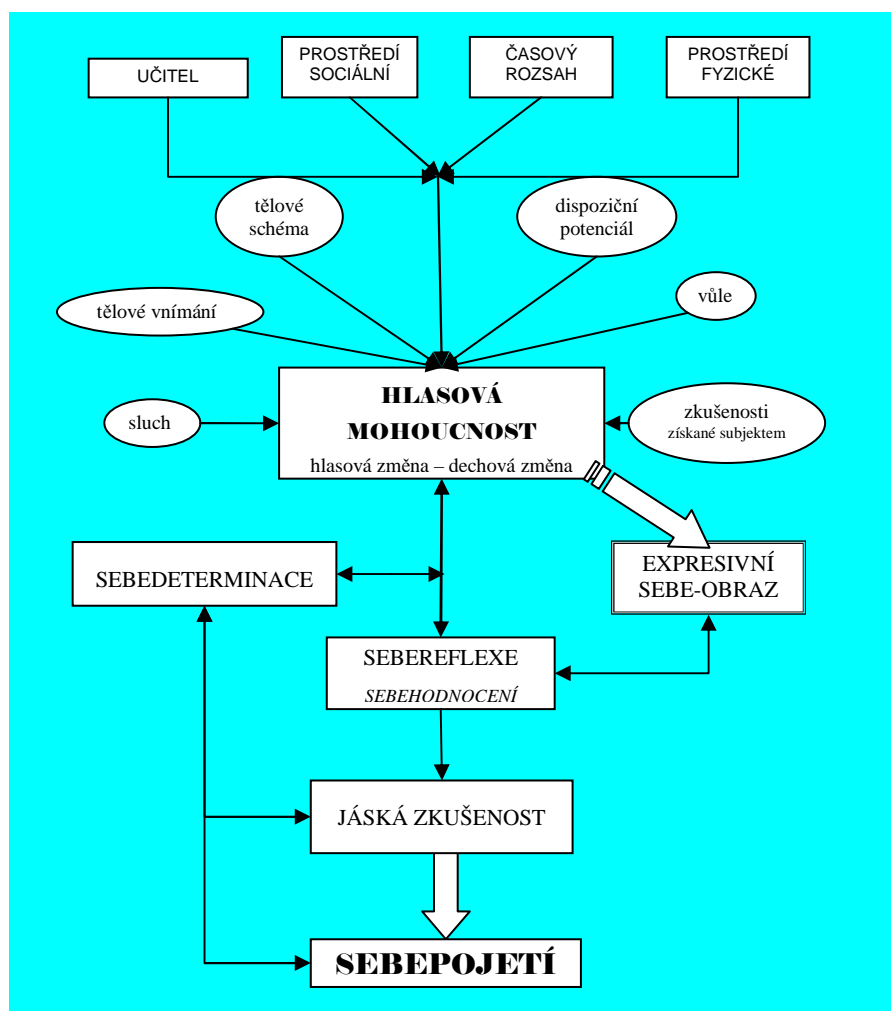 UČITEL
PROSTŘEDÍ
SOCIÁLNÍ
ČASOVÝ
ROZSAH
PROSTŘEDÍ
FYZICKÉ
tělové
schéma
dispoziční
potenciál
tělové vnímání
vůle
HLASOVÁ
MOHOUCNOST
hlasová změna – dechová změna
sluch
zkušenosti
získané subjektem
SEBEDETERMINACE
EXPRESIVNÍ
SEBE-OBRAZ
SEBEREFLEXE
SEBEHODNOCENÍ
JÁSKÁ ZKUŠENOST
SEBEPOJETÍ